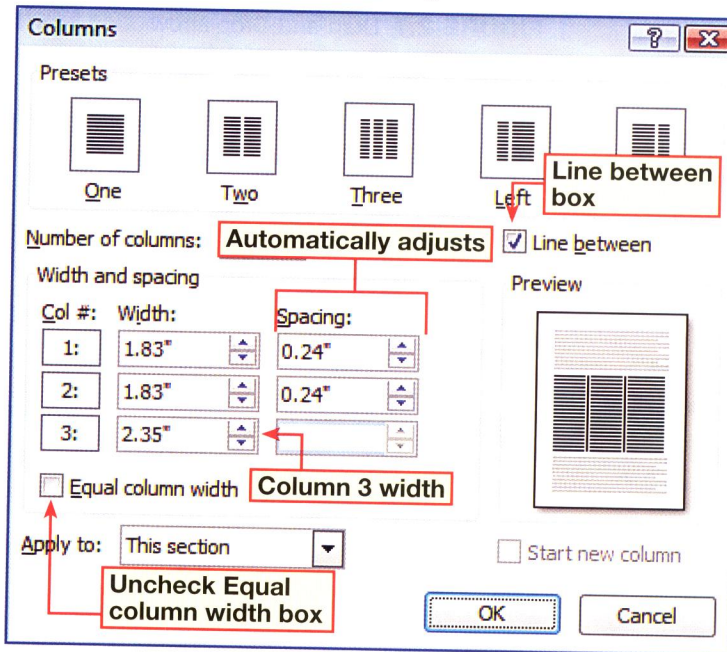 Columns
Presets
One Two Three Left
Line between
box
Number of columns: Automatically adjusts Line between
Width and spacing Preview
Col #: Width: Spacing:
1: 1.83" 0.24"
2: 1.83" 0.24"
3: 2.35"
Equal column width Column 3 width
Apply to: This section Start new column
Uncheck Equal
column width box
OK Cancel